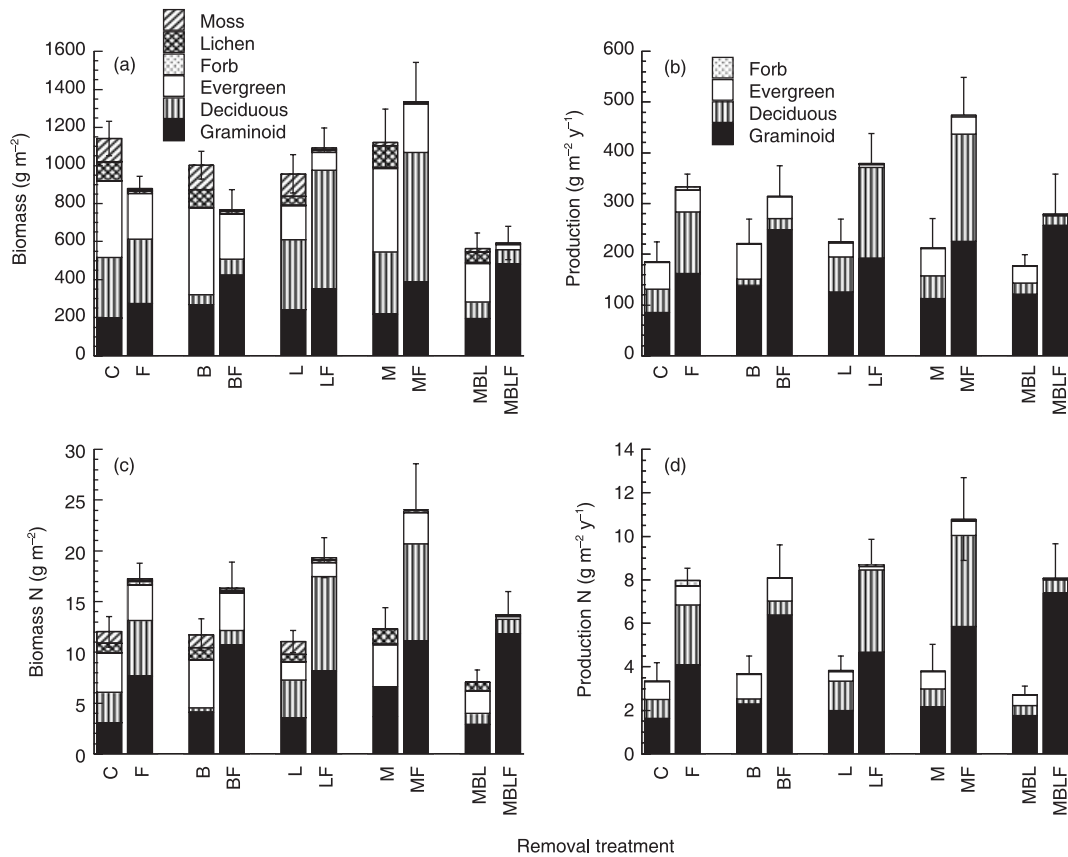 Moss
Lichen
Forb
Evergreen
Deciduous
Graminoid
(a)
Biomass (g m⁻²)
1600
1400
1200
1000
800
600
400
200
0
C
F
B
BF
L
LF
M
MF
MBL
MBLF
(b)
Forb
Evergreen
Deciduous
Graminoid
Production (g m⁻² y⁻¹)
600
500
400
300
200
100
0
C
F
B
BF
L
LF
M
MF
MBL
MBLF
(c)
Biomass N (g m⁻²)
30
25
20
15
10
5
0
C
F
B
BF
L
LF
M
MF
MBL
MBLF
(d)
Production N (g m⁻² y⁻¹)
14
12
10
8
6
4
2
0
C
F
B
BF
L
LF
M
MF
MBL
MBLF
Removal treatment